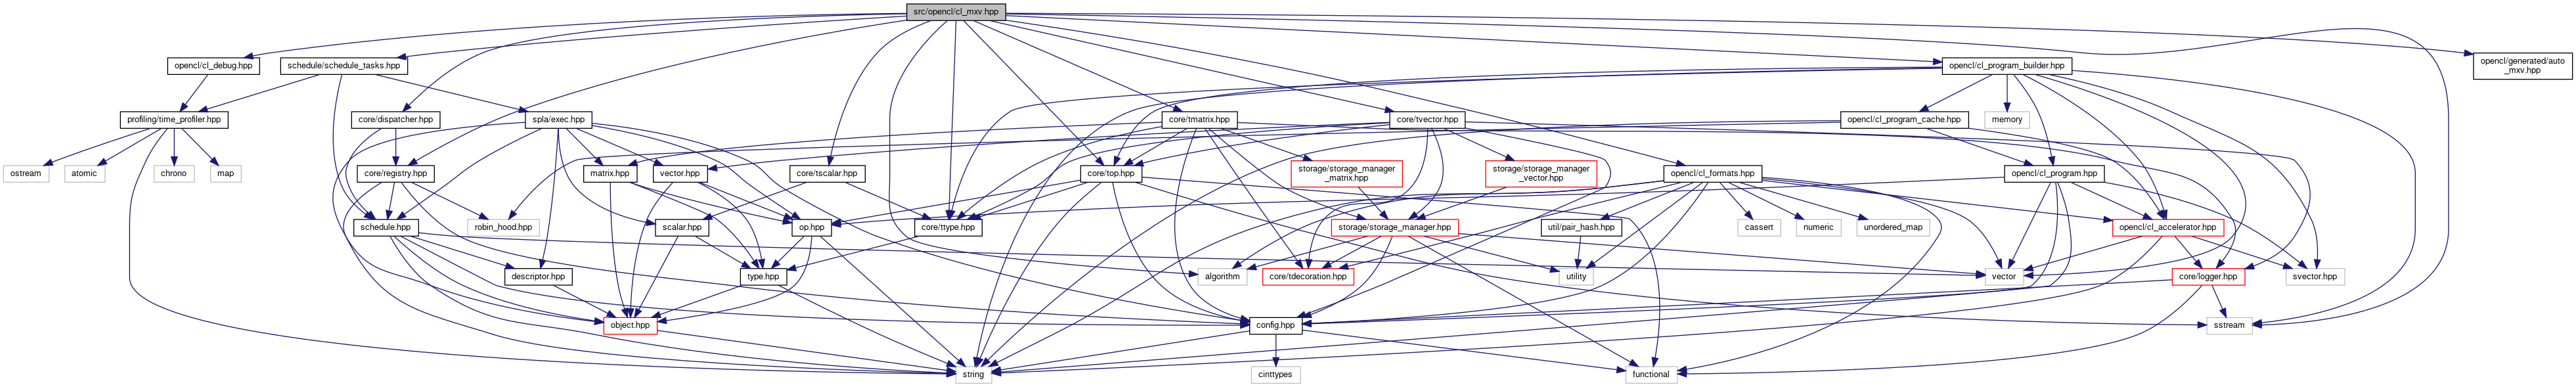 src/opencl/cl_mxv.hpp
opencl/cl_debug.hpp
schedule/schedule_tasks.hpp
opencl/cl_program_builder.hpp
opencl/generated/auto
_mxv.hpp
profiling/time_profiler.hpp
core/dispatcher.hpp
spla/exec.hpp
core/tmatrix.hpp
core/tvector.hpp
opencl/cl_program_cache.hpp
memory
ostream
atomic
chrono
map
core/registry.hpp
matrix.hpp
vector.hpp
core/tscalar.hpp
core/top.hpp
storage/storage_manager
_matrix.hpp
storage/storage_manager
_vector.hpp
opencl/cl_formats.hpp
opencl/cl_program.hpp
schedule.hpp
robin_hood.hpp
scalar.hpp
op.hpp
core/ttype.hpp
storage/storage_manager.hpp
util/pair_hash.hpp
cassert
numeric
unordered_map
opencl/cl_accelerator.hpp
descriptor.hpp
type.hpp
algorithm
core/tdecoration.hpp
utility
vector
core/logger.hpp
svector.hpp
object.hpp
config.hpp
sstream
string
cinttypes
functional